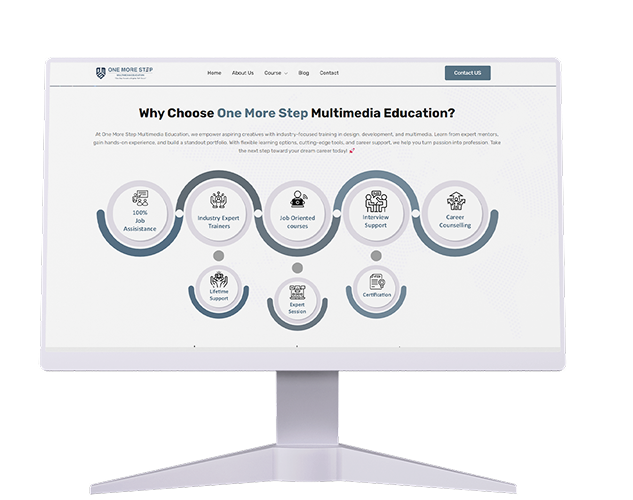 ONE MORE STEP
Home About Us Course Blog Contact
Contact US
Why Choose One More Step Multimedia Education?
At One More Step Multimedia Education, we empower aspiring creatives with industry-focused training in design, development, and multimedia. Learn from expert mentors,
gain hands-on experience, and build a standout portfolio. With flexible learning options, cutting-edge tools, and career support, we help you turn passion into profession. Take
the next step toward your dream career today!
100%
Job
Assisistance
Industry Expert
Trainers
Job Oriented
courses
Interview
Support
Career
Counselling
Lifetime
Support
Expert
Session
Certification